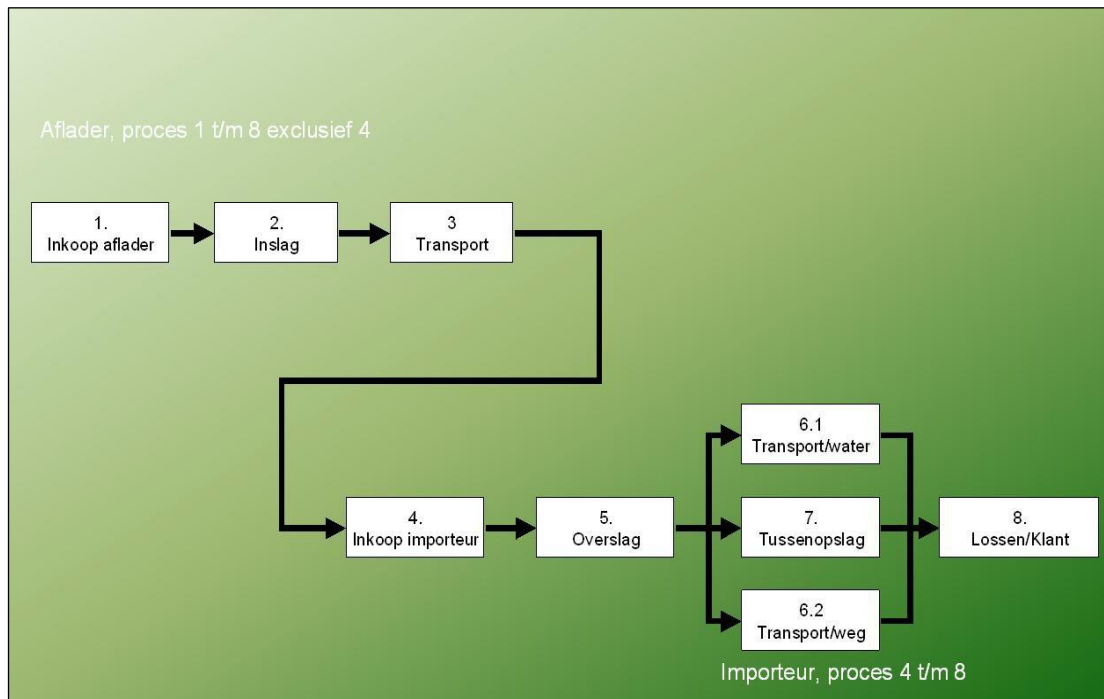 Aflader, proces 1 t/m 8 exclusief 4
1.
Inkoop aflader
2.
Inslag
3
Transport
4.
Inkoop importeur
5.
Overslag
6.1
Transport/water
7.
Tussenopslag
6.2
Transport/weg
8.
Lossen/Klant
Importeur, proces 4 t/m 8